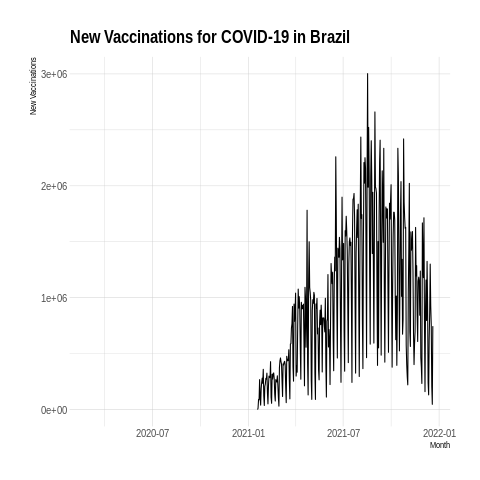 New Vaccinations for COVID-19 in Brazil
New Vaccinations
3e+06
2e+06
1e+06
0e+00
2020-07
2021-01
2021-07
2022-01
Month